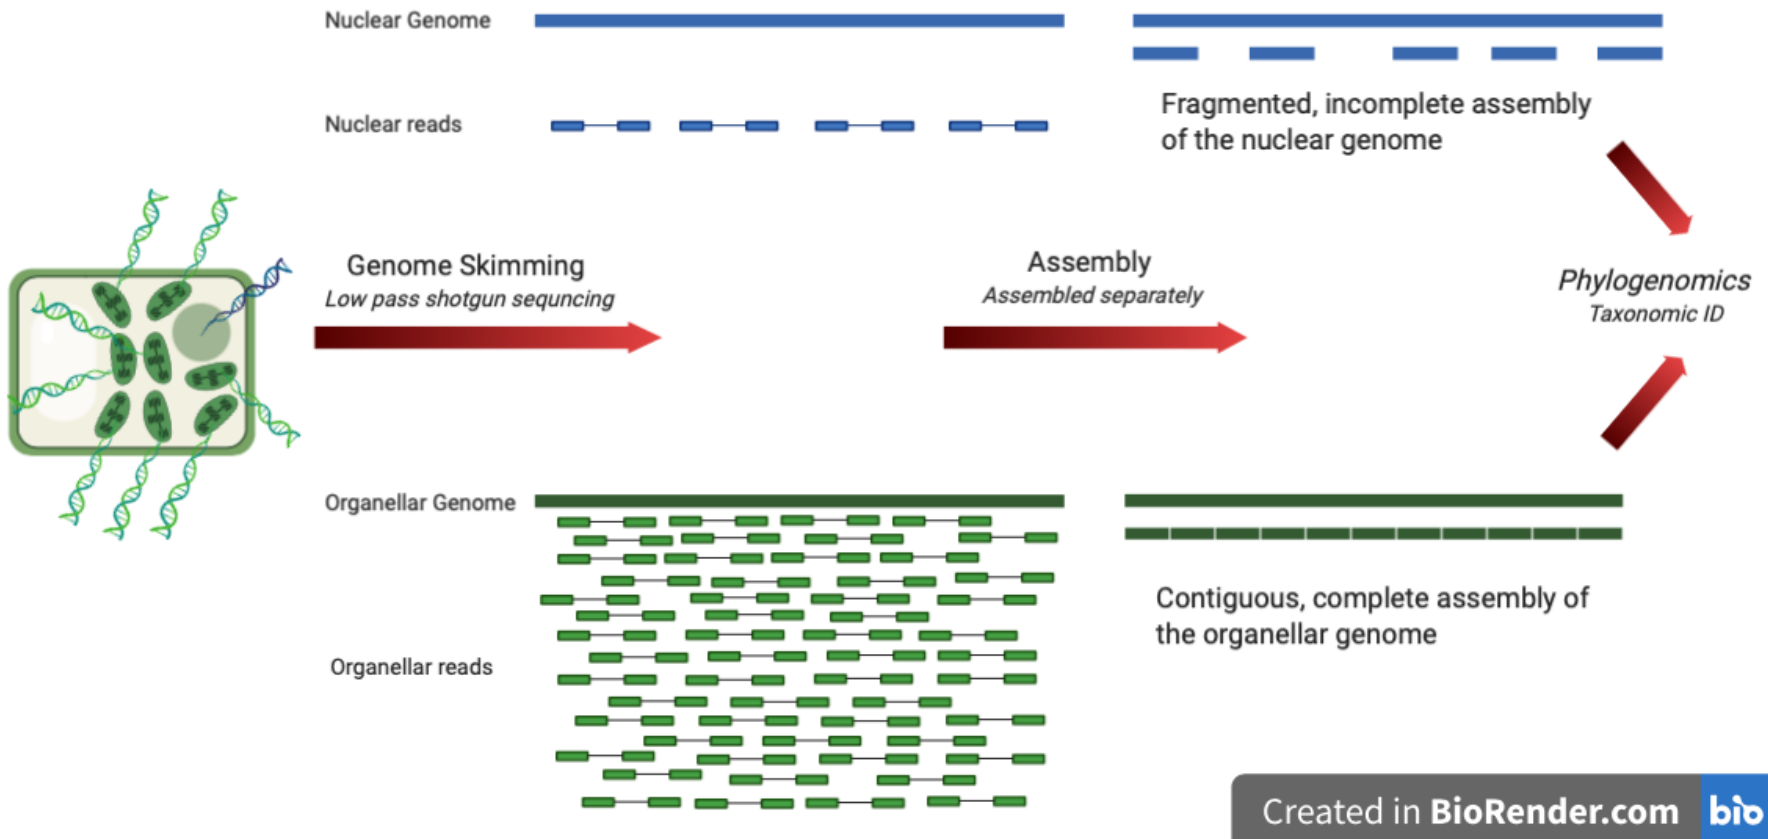 Nuclear Genome
Nuclear reads
Fragmented, incomplete assembly
of the nuclear genome
Genome Skimming
Low pass shotgun sequncing
Assembly
Assembled separately
Phylogenomics
Taxonomic ID
Organellar Genome
Organellar reads
Contiguous, complete assembly of
the organellar genome
Created in BioRender.com bio